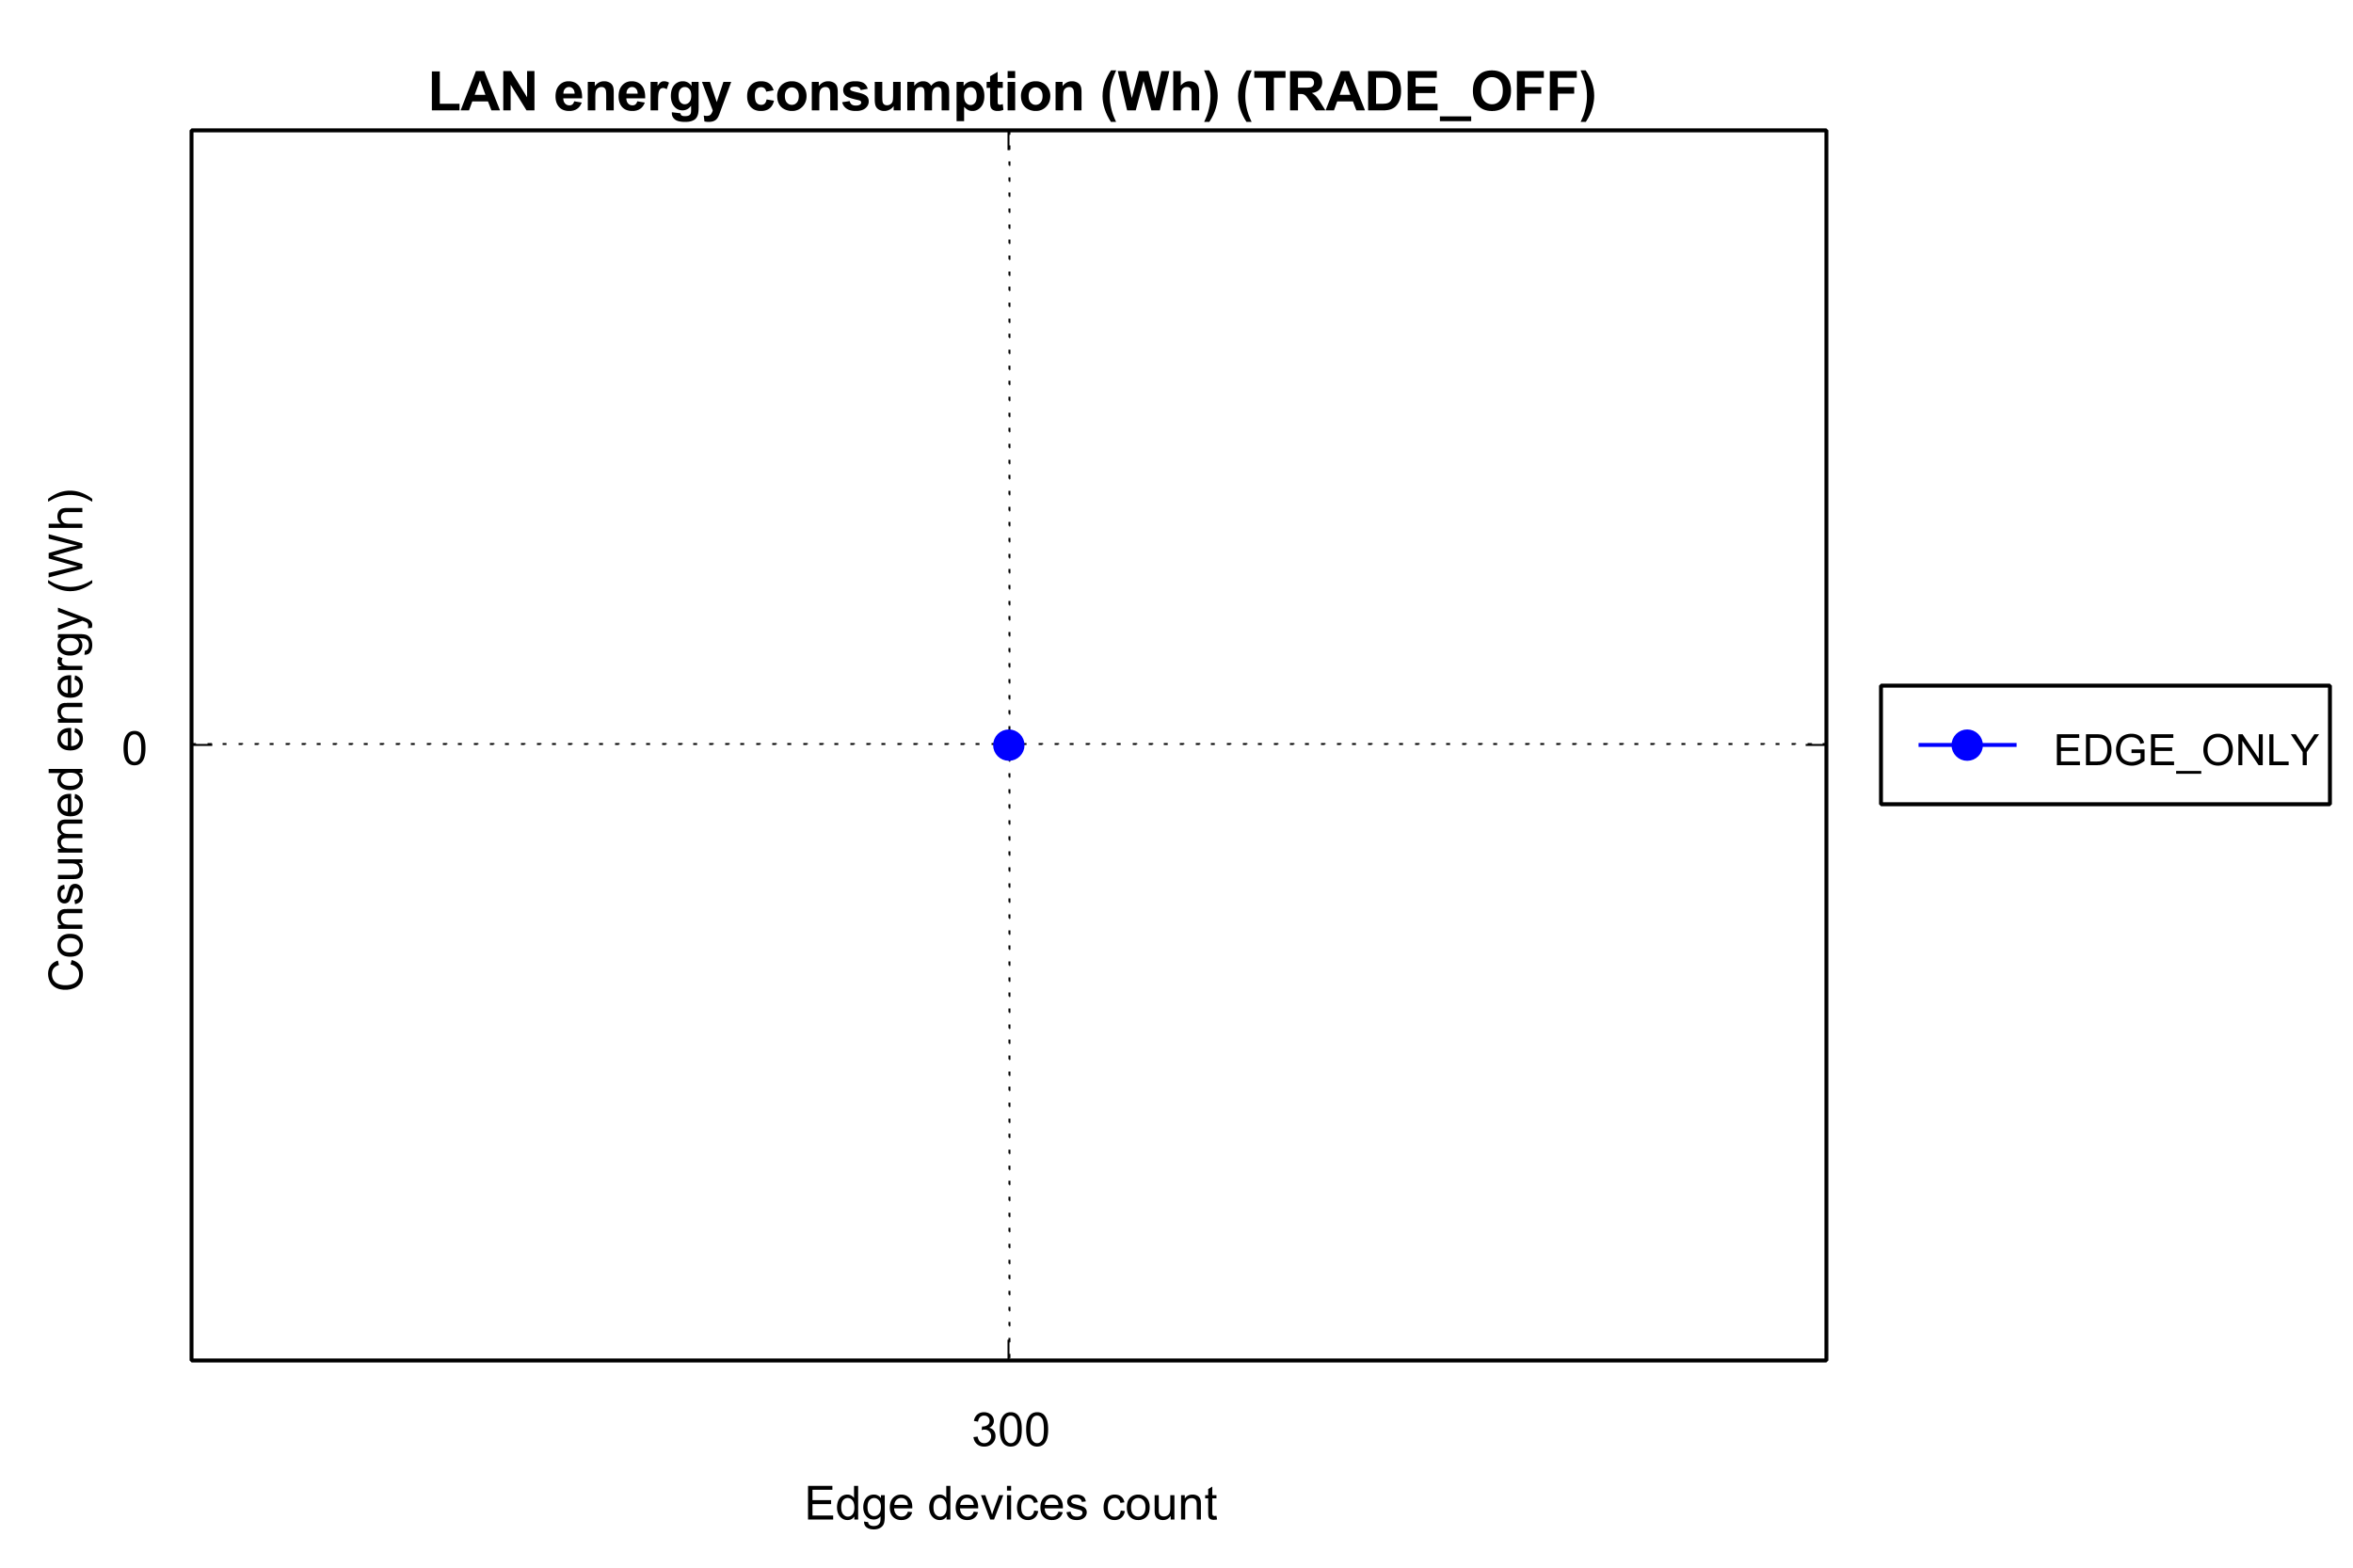 LAN energy consumption (Wh) (TRADE_OFF)
Consumed energy (Wh)
0
EDGE_ONLY
300
Edge devices count